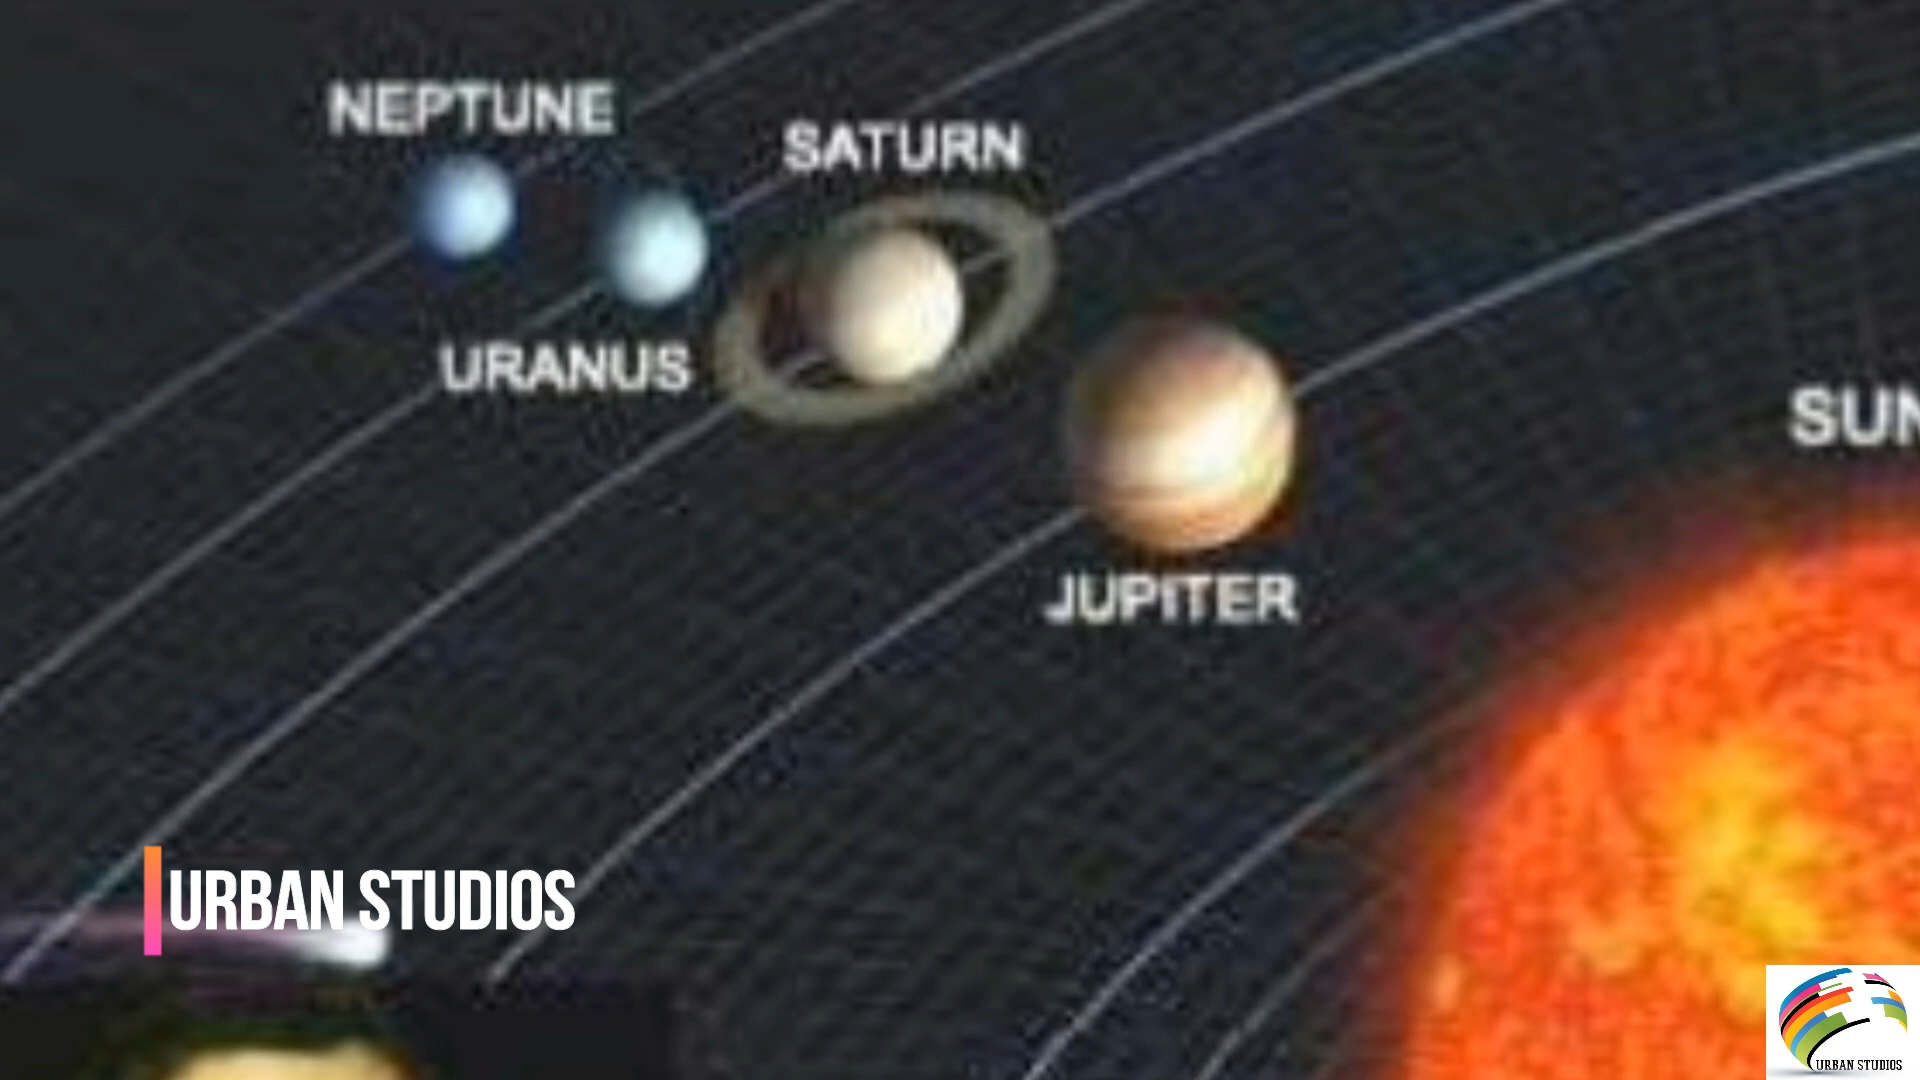 NEPTUNE
SATURN
URANUS
SUN
JUPITER
URBAN STUDIOS
URBAN STUDIOS